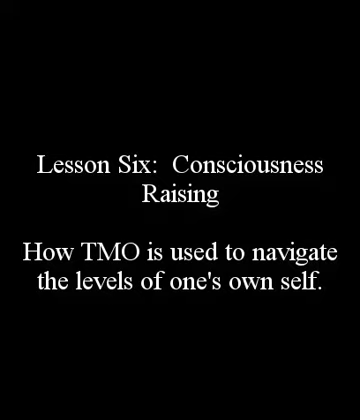 Lesson Six:  Consciousness
Raising
How TMO is used to navigate
the levels of one's own self.